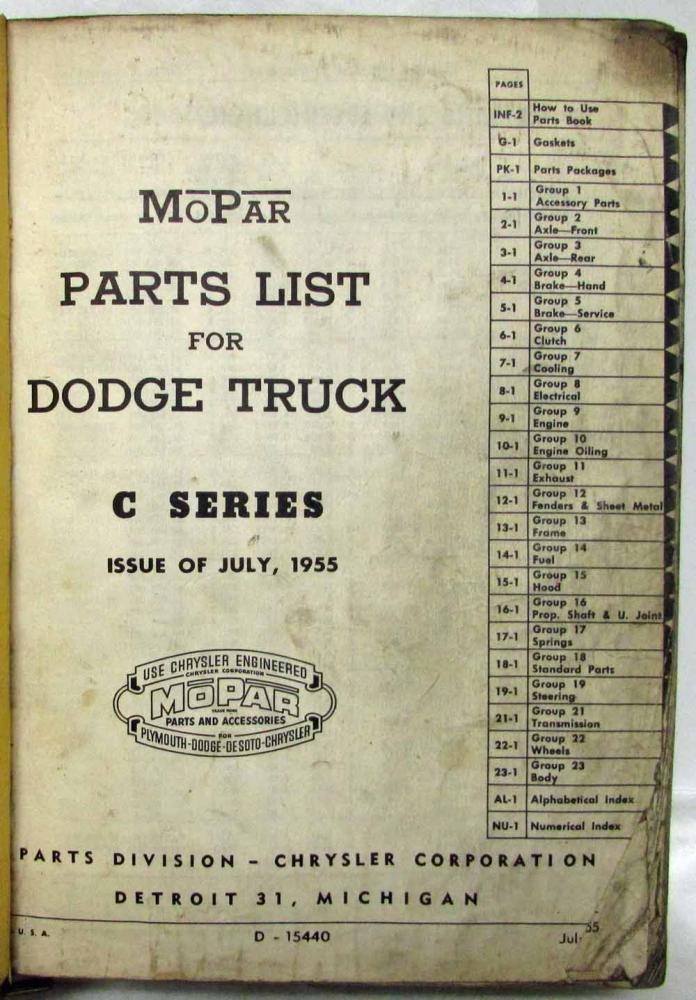 MOPAR
PARTS LIST
FOR
DODGE TRUCK
C SERIES
ISSUE OF JULY, 1955
USE CHRYSLER ENGINEERED
CHRYSLER CORPORATION
MOPAR
TRADE MARK
PARTS AND ACCESSORIES
FOR
PLYMOUTH-DODGE-DESOTO-CHRYSLER
PAGES
INF-2 How to Use Parts Book
G-1 Gaskets
PK-1 Parts Packages
1-1 Group 1 Accessory Parts
2-1 Group 2 Axle—Front
3-1 Group 3 Axle—Rear
4-1 Group 4 Brake—Hand
5-1 Group 5 Brake—Service
6-1 Group 6 Clutch
7-1 Group 7 Cooling
8-1 Group 8 Electrical
9-1 Group 9 Engine
10-1 Group 10 Engine Oiling
11-1 Group 11 Exhaust
12-1 Group 12 Fenders & Sheet Metal
13-1 Group 13 Frame
14-1 Group 14 Fuel
15-1 Group 15 Hood
16-1 Group 16 Prop. Shaft & U. Joint
17-1 Group 17 Springs
18-1 Group 18 Standard Parts
19-1 Group 19 Steering
21-1 Group 21 Transmission
22-1 Group 22 Wheels
23-1 Group 23 Body
AL-1 Alphabetical Index
NU-1 Numerical Index
PARTS DIVISION – CHRYSLER CORPORATION
DETROIT 31, MICHIGAN
U. S. A.
D - 15440
Jul 55